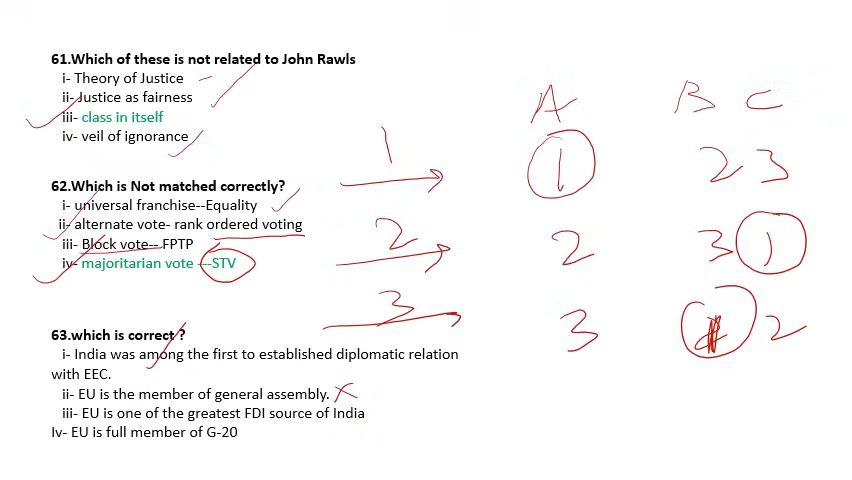 61.Which of these is not related to John Rawls
i- Theory of Justice
ii- Justice as fairness
iii- class in itself
iv- veil of ignorance
62.Which is Not matched correctly?
i- universal franchise--Equality
ii- alternate vote- rank ordered voting
iii- Block vote-- FPTP
iv- majoritarian vote ---STV
63.which is correct ?
i- India was among the first to established diplomatic relation
with EEC.
ii- EU is the member of general assembly.
iii- EU is one of the greatest FDI source of India
Iv- EU is full member of G-20
A B C
1 1 2 3
2 2 3 1
3 3 2